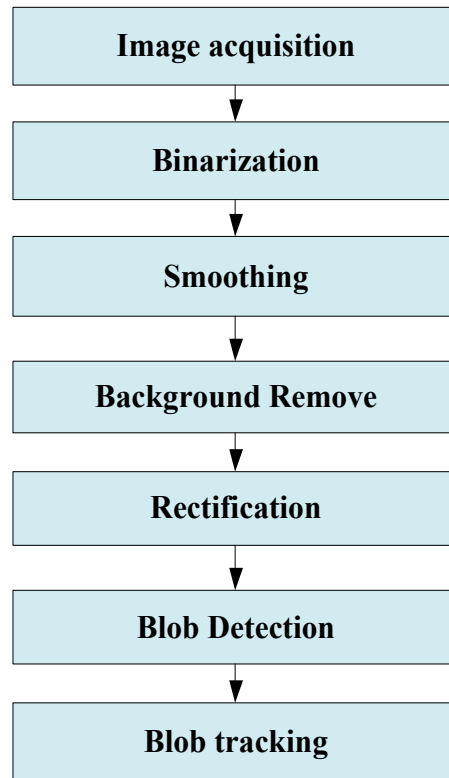 Image acquisition
Binarization
Smoothing
Background Remove
Rectification
Blob Detection
Blob tracking